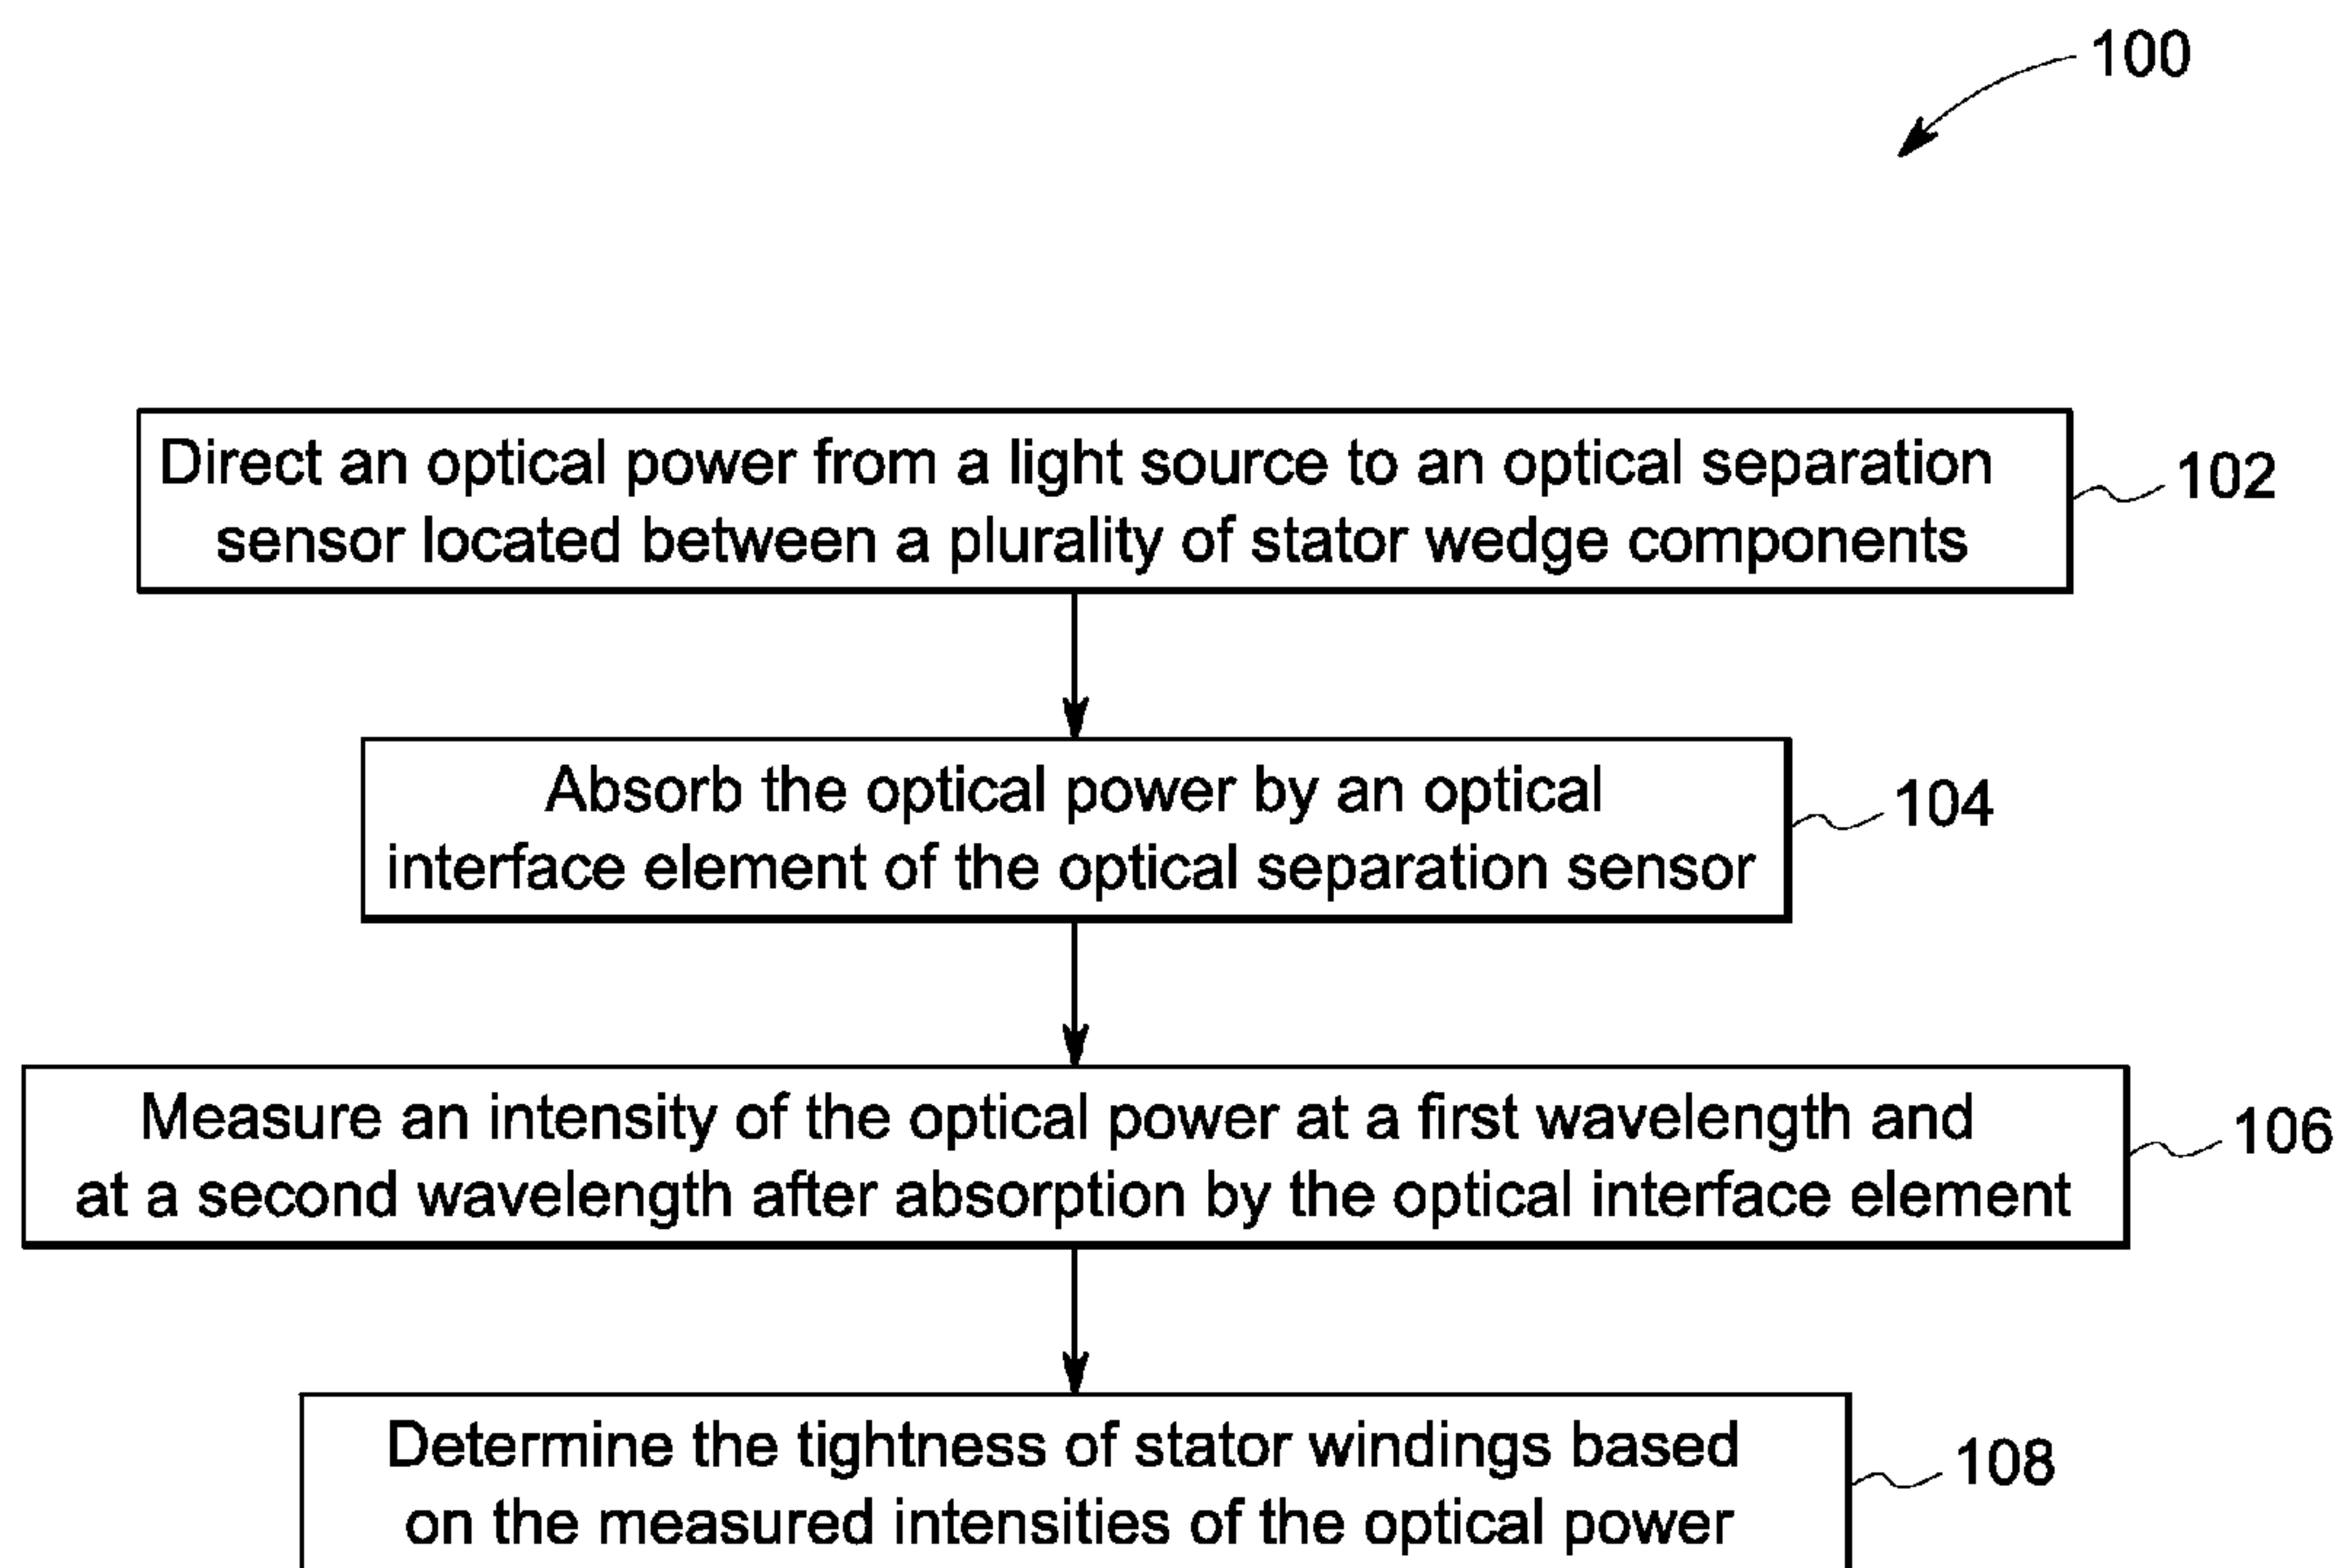 100
Direct an optical power from a light source to an optical separation
sensor located between a plurality of stator wedge components
102
Absorb the optical power by an optical
interface element of the optical separation sensor
104
Measure an intensity of the optical power at a first wavelength and
at a second wavelength after absorption by the optical interface element
106
Determine the tightness of stator windings based
on the measured intensities of the optical power
108